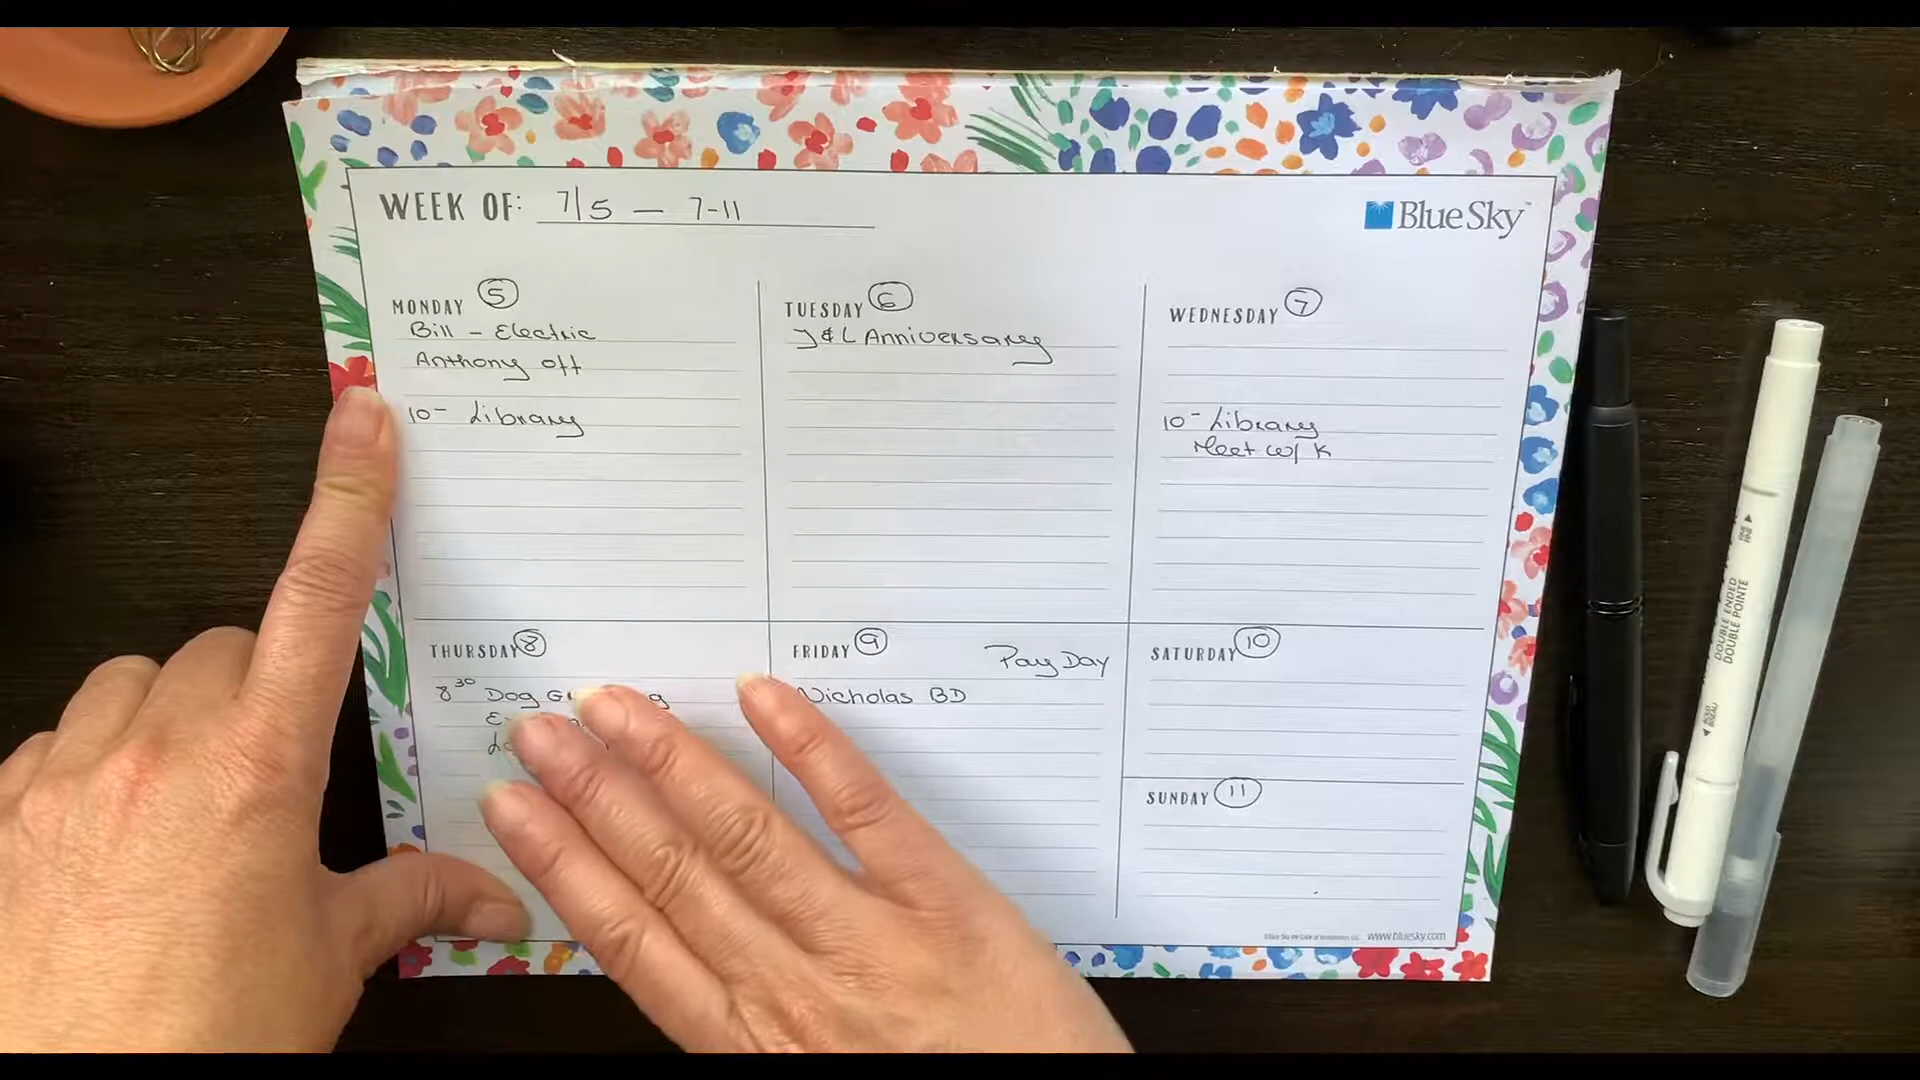 WEEK OF: 7/5 — 7-11
BlueSky™
MONDAY 5
Bill - Electric
Anthony off
10- Library
TUESDAY 6
J & L Anniversary
WEDNESDAY 7
10- Library
Meet w/ K
THURSDAY 8
8 30 Dog
FRIDAY 9
Pay Day
Nicholas BD
SATURDAY 10
SUNDAY 11
www.bluesky.com
DOUBLE ENDED
DOUBLE POINTE